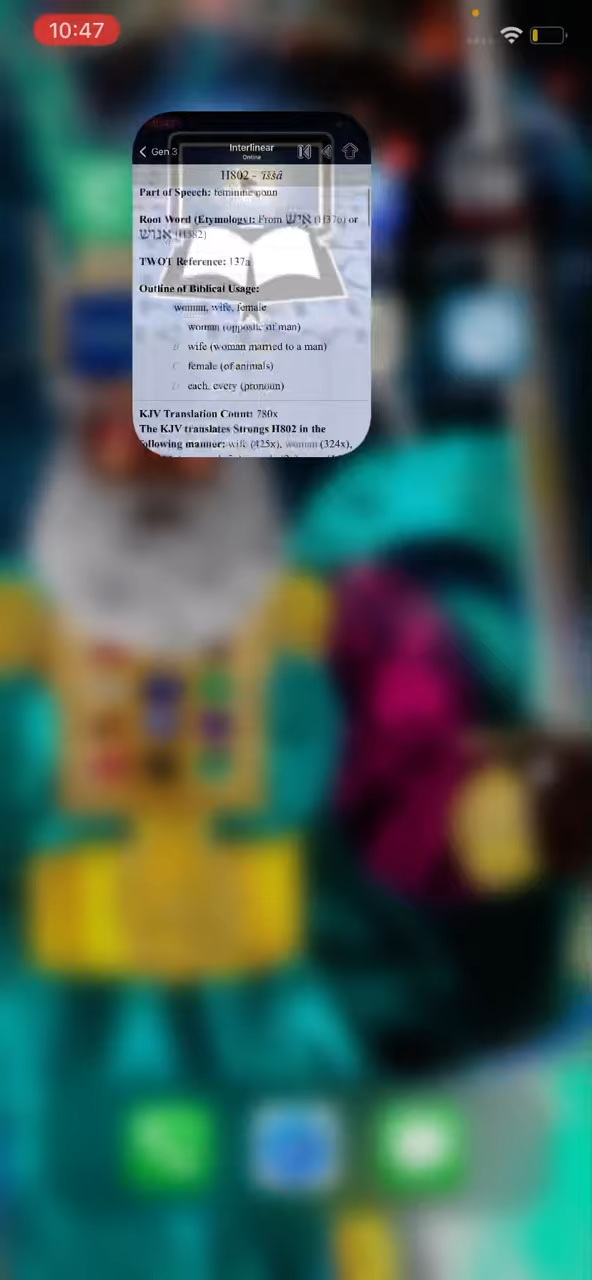 10:47
Gen 3
Interlinear
Online
H802 - 'iššâ
Part of Speech: feminine noun
Root Word (Etymology): From אִישׁ (H376) or
אֱנוֹשׁ (H582)
TWOT Reference: 137a
Outline of Biblical Usage:
woman, wife, female
woman (opposite of man)
B wife (woman married to a man)
C female (of animals)
D each, every (pronoun)
KJV Translation Count: 780x
The KJV translates Strongs H802 in the
following manner: wife (425x), woman (324x),